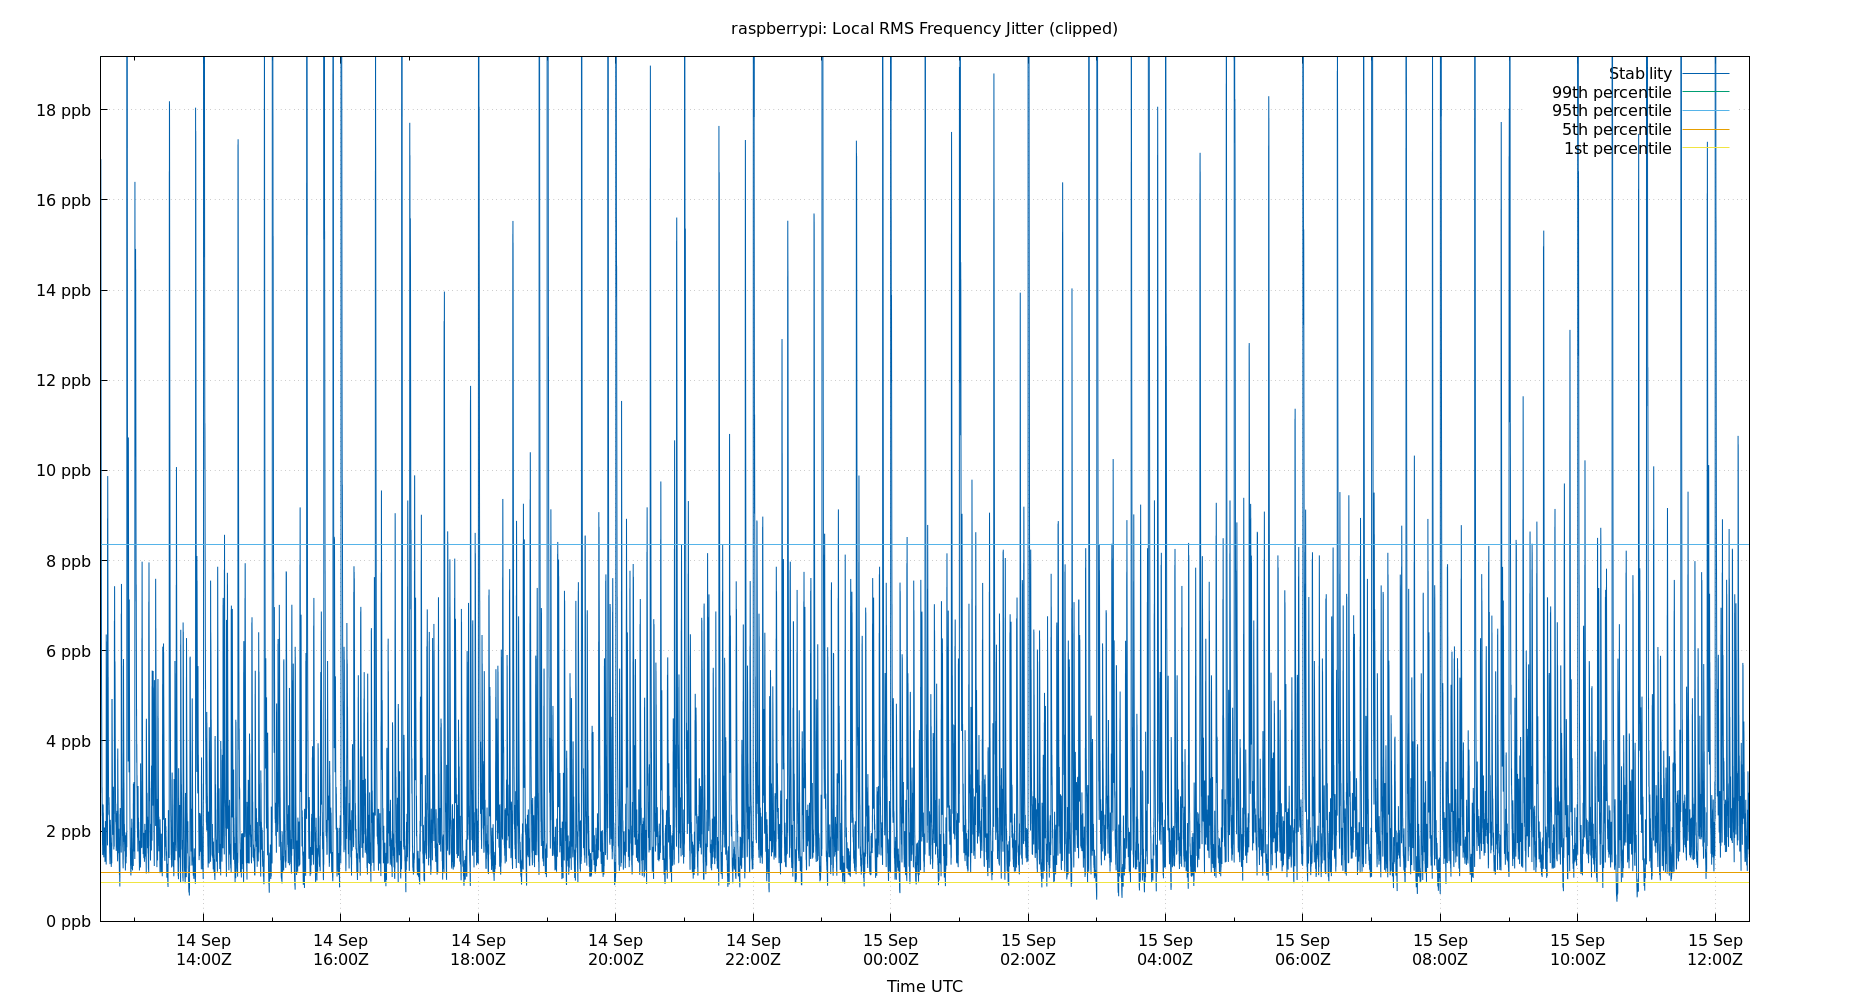 raspberrypi: Local RMS Frequency Jitter (clipped)
Stability
99th percentile
95th percentile
5th percentile
1st percentile
18 ppb
16 ppb
14 ppb
12 ppb
10 ppb
8 ppb
6 ppb
4 ppb
2 ppb
0 ppb
14 Sep 14 Sep 14 Sep 14 Sep 14 Sep 15 Sep 15 Sep 15 Sep 15 Sep 15 Sep 15 Sep 15 Sep
14:00Z 16:00Z 18:00Z 20:00Z 22:00Z 00:00Z 02:00Z 04:00Z 06:00Z 08:00Z 10:00Z 12:00Z
Time UTC